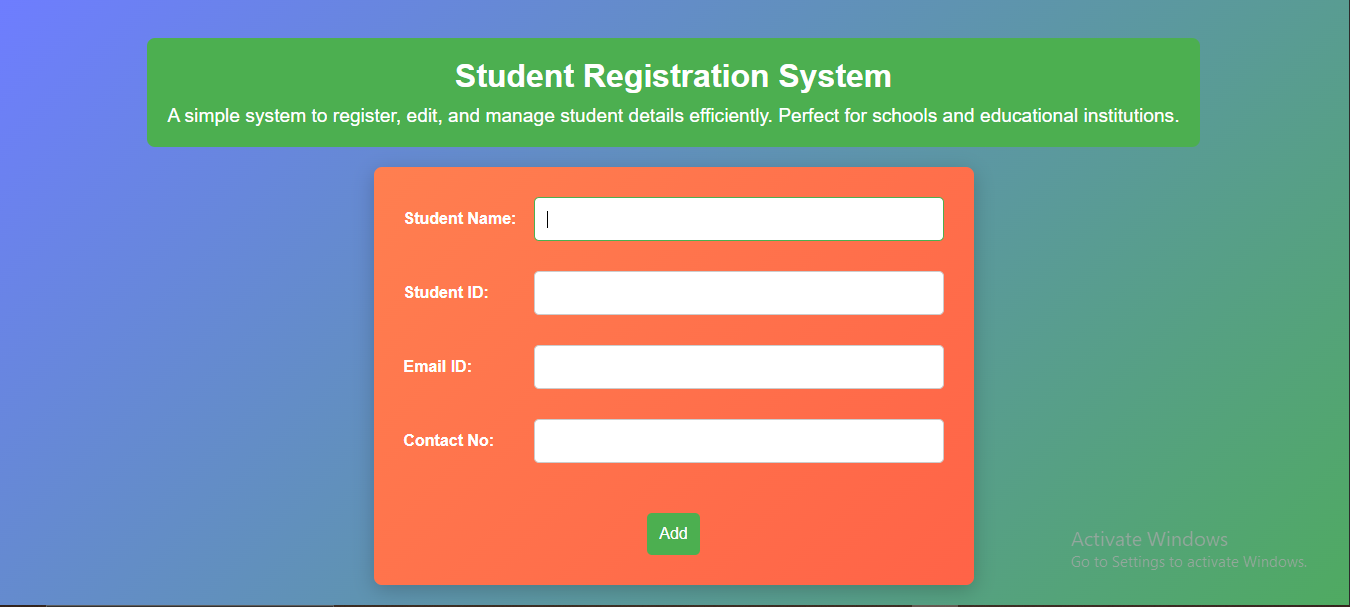 Student Registration System
A simple system to register, edit, and manage student details efficiently. Perfect for schools and educational institutions.
Student Name:
Student ID:
Email ID:
Contact No:
Add
Activate Windows
Go to Settings to activate Windows.